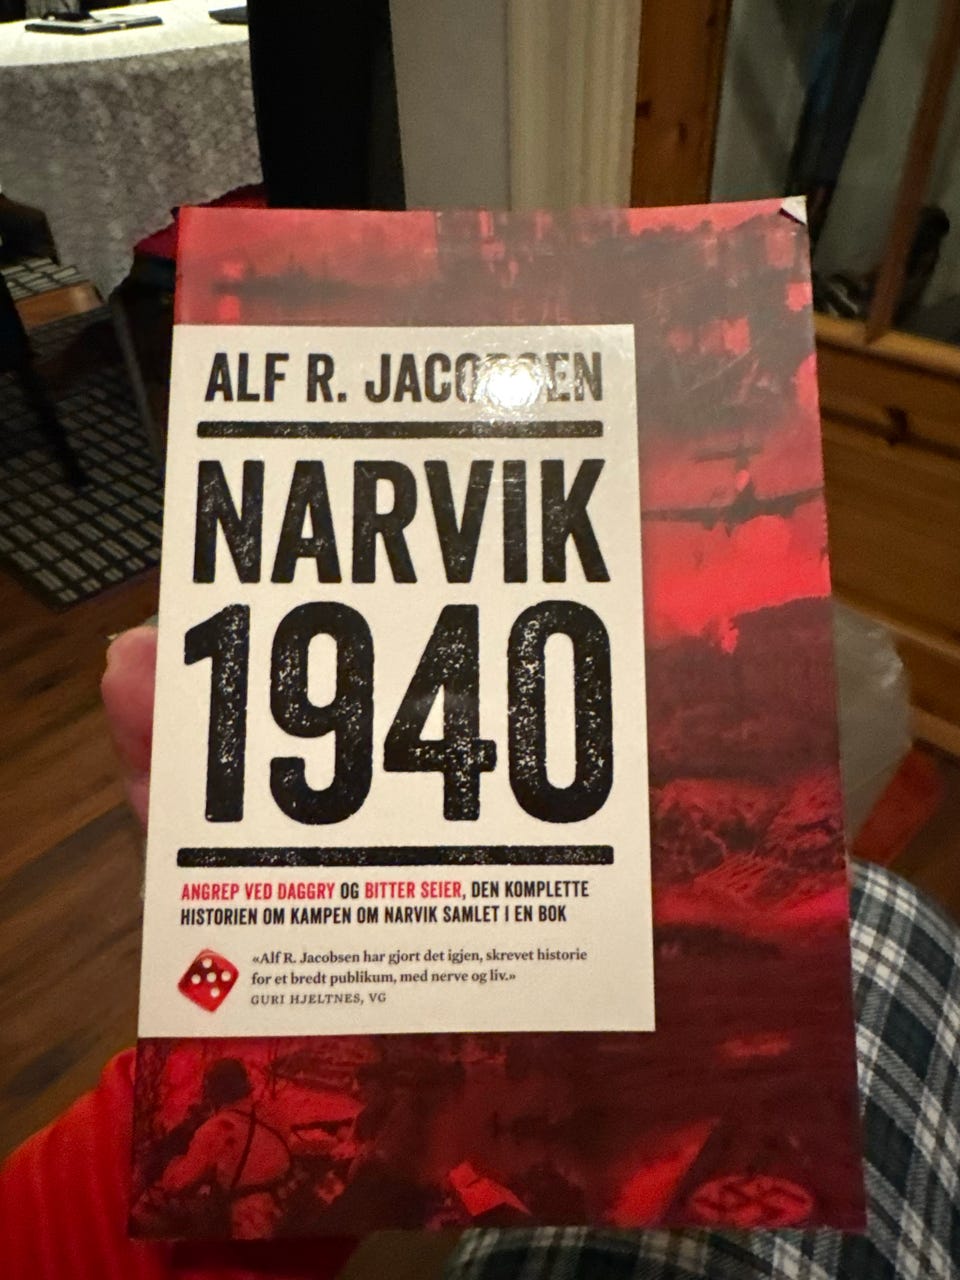 ALF R. JACOBSEN
NARVIK
1940
ANGREP VED DAGGRY OG BITTER SEIER, DEN KOMPLETTE
HISTORIEN OM KAMPEN OM NARVIK SAMLET I EN BOK
«Alf R. Jacobsen har gjort det igjen, skrevet historie
for et bredt publikum, med nerve og liv.»
GURI HJELTNES, VG